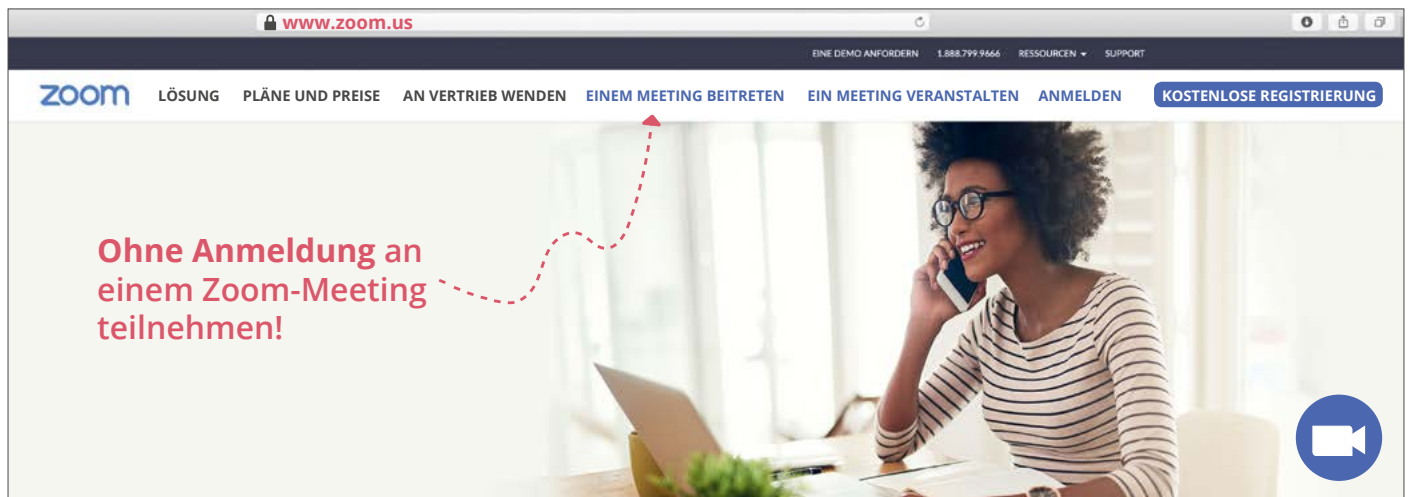 www.zoom.us
EINE DEMO ANFORDERN 1.888.799.9666 RESSOURCEN SUPPORT
zoom LÖSUNG PLÄNE UND PREISE AN VERTRIEB WENDEN EINEM MEETING BEITRETEN EIN MEETING VERANSTALTEN ANMELDEN KOSTENLOSE REGISTRIERUNG
Ohne Anmeldung an
einem Zoom-Meeting
teilnehmen!